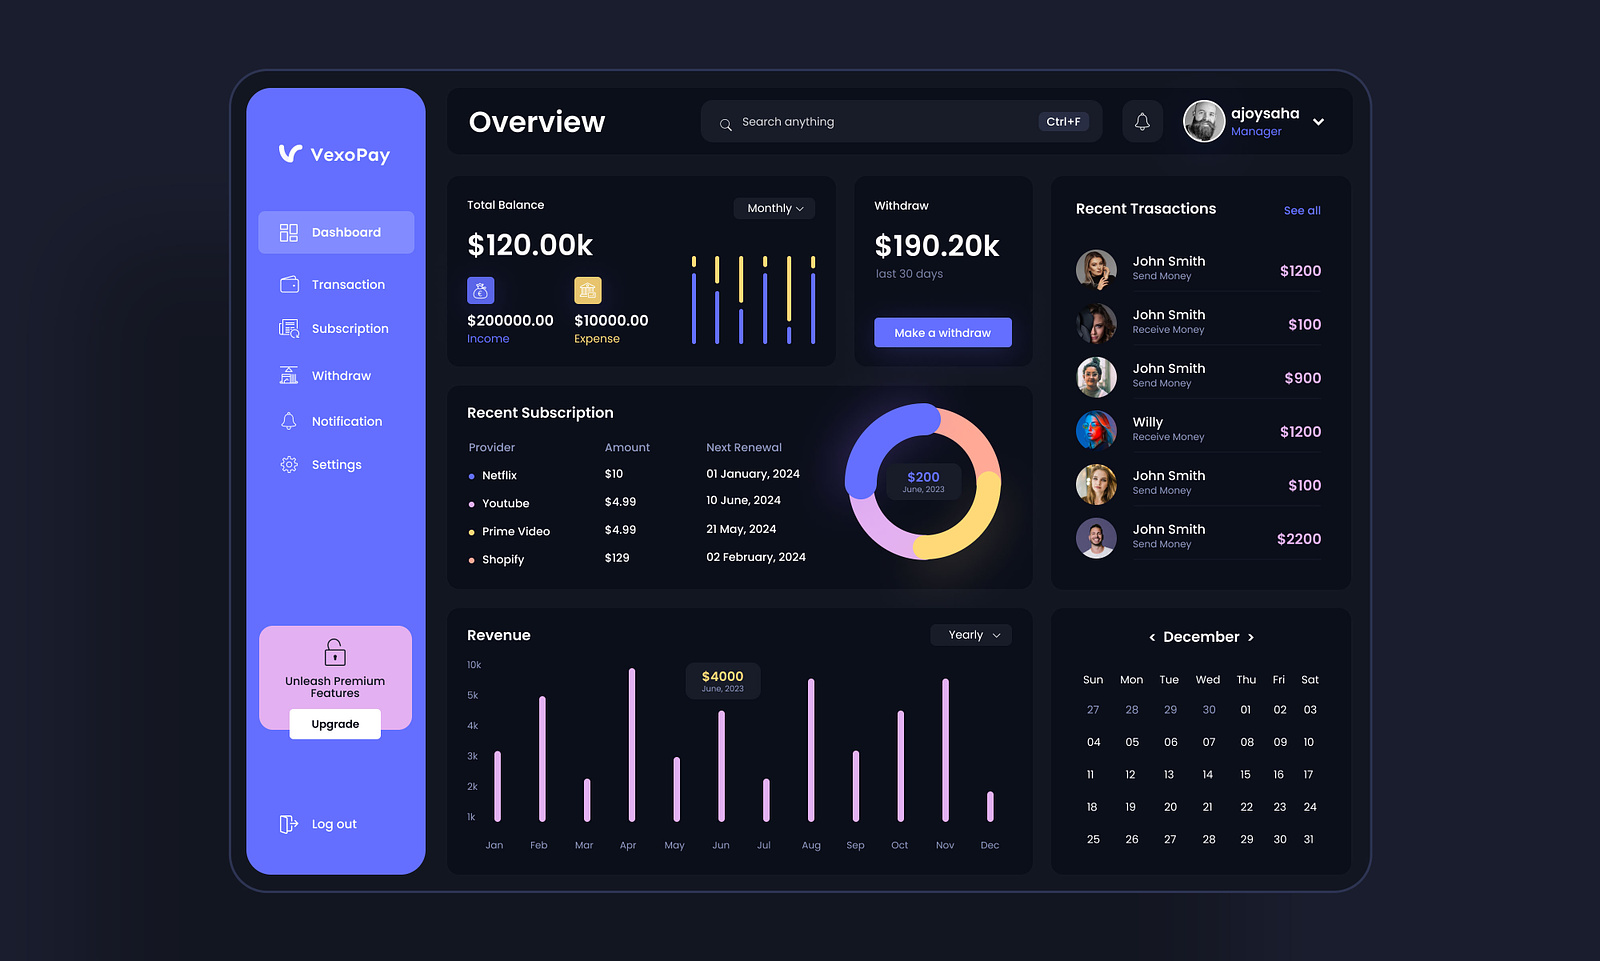 VexoPay
Dashboard
Transaction
Subscription
Withdraw
Notification
Settings
Unleash Premium
Features
Upgrade
Log out
Overview
Search anything
Ctrl+F
ajoysaha
Manager
Total Balance
Monthly
$120.00k
$200000.00
Income
$10000.00
Expense
Withdraw
$190.20k
last 30 days
Make a withdraw
Recent Trasactions
See all
John Smith
Send Money
$1200
John Smith
Receive Money
$100
John Smith
Send Money
$900
Willy
Receive Money
$1200
John Smith
Send Money
$100
John Smith
Send Money
$2200
Recent Subscription
Provider Amount Next Renewal
Netflix $10 01 January, 2024
Youtube $4.99 10 June, 2024
Prime Video $4.99 21 May, 2024
Shopify $129 02 February, 2024
$200
June, 2023
Revenue
Yearly
10k
5k
4k
3k
2k
1k
$4000
June, 2023
Jan Feb Mar Apr May Jun Jul Aug Sep Oct Nov Dec
< December >
Sun Mon Tue Wed Thu Fri Sat
27 28 29 30 01 02 03
04 05 06 07 08 09 10
11 12 13 14 15 16 17
18 19 20 21 22 23 24
25 26 27 28 29 30 31